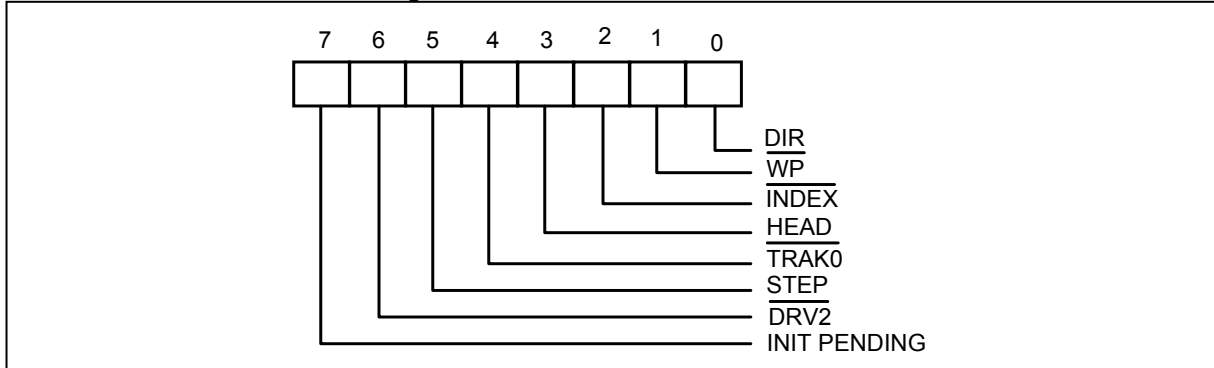 7 6 5 4 3 2 1 0
DIR
WP
INDEX
HEAD
TRAK0
STEP
DRV2
INIT PENDING